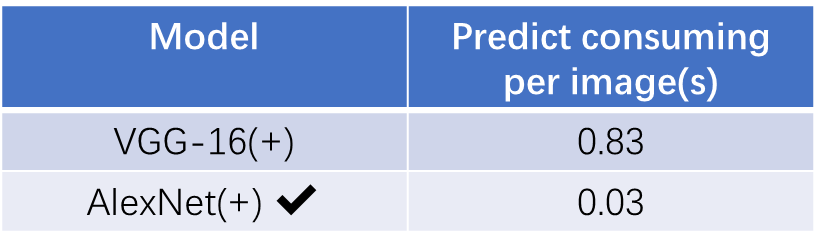 Model
Predict consuming
per image(s)
VGG-16(+)
0.83
AlexNet(+) ✔
0.03